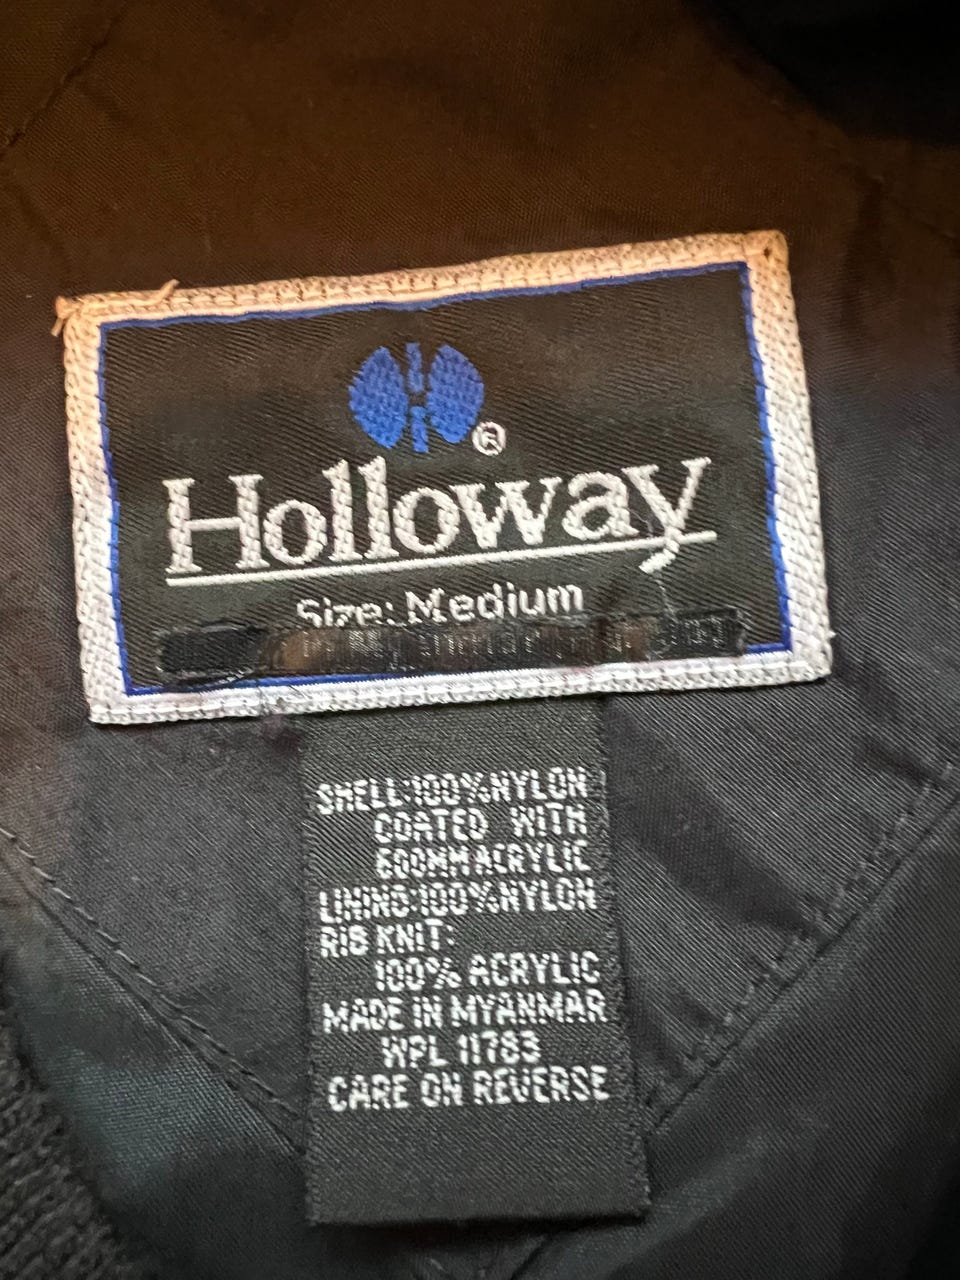 H®
Holloway
Size: Medium
SHELL:100%NYLON
COATED WITH
600MM ACRYLIC
LINING:100%NYLON
RIB KNIT:
100% ACRYLIC
MADE IN MYANMAR
WPL 11783
CARE ON REVERSE